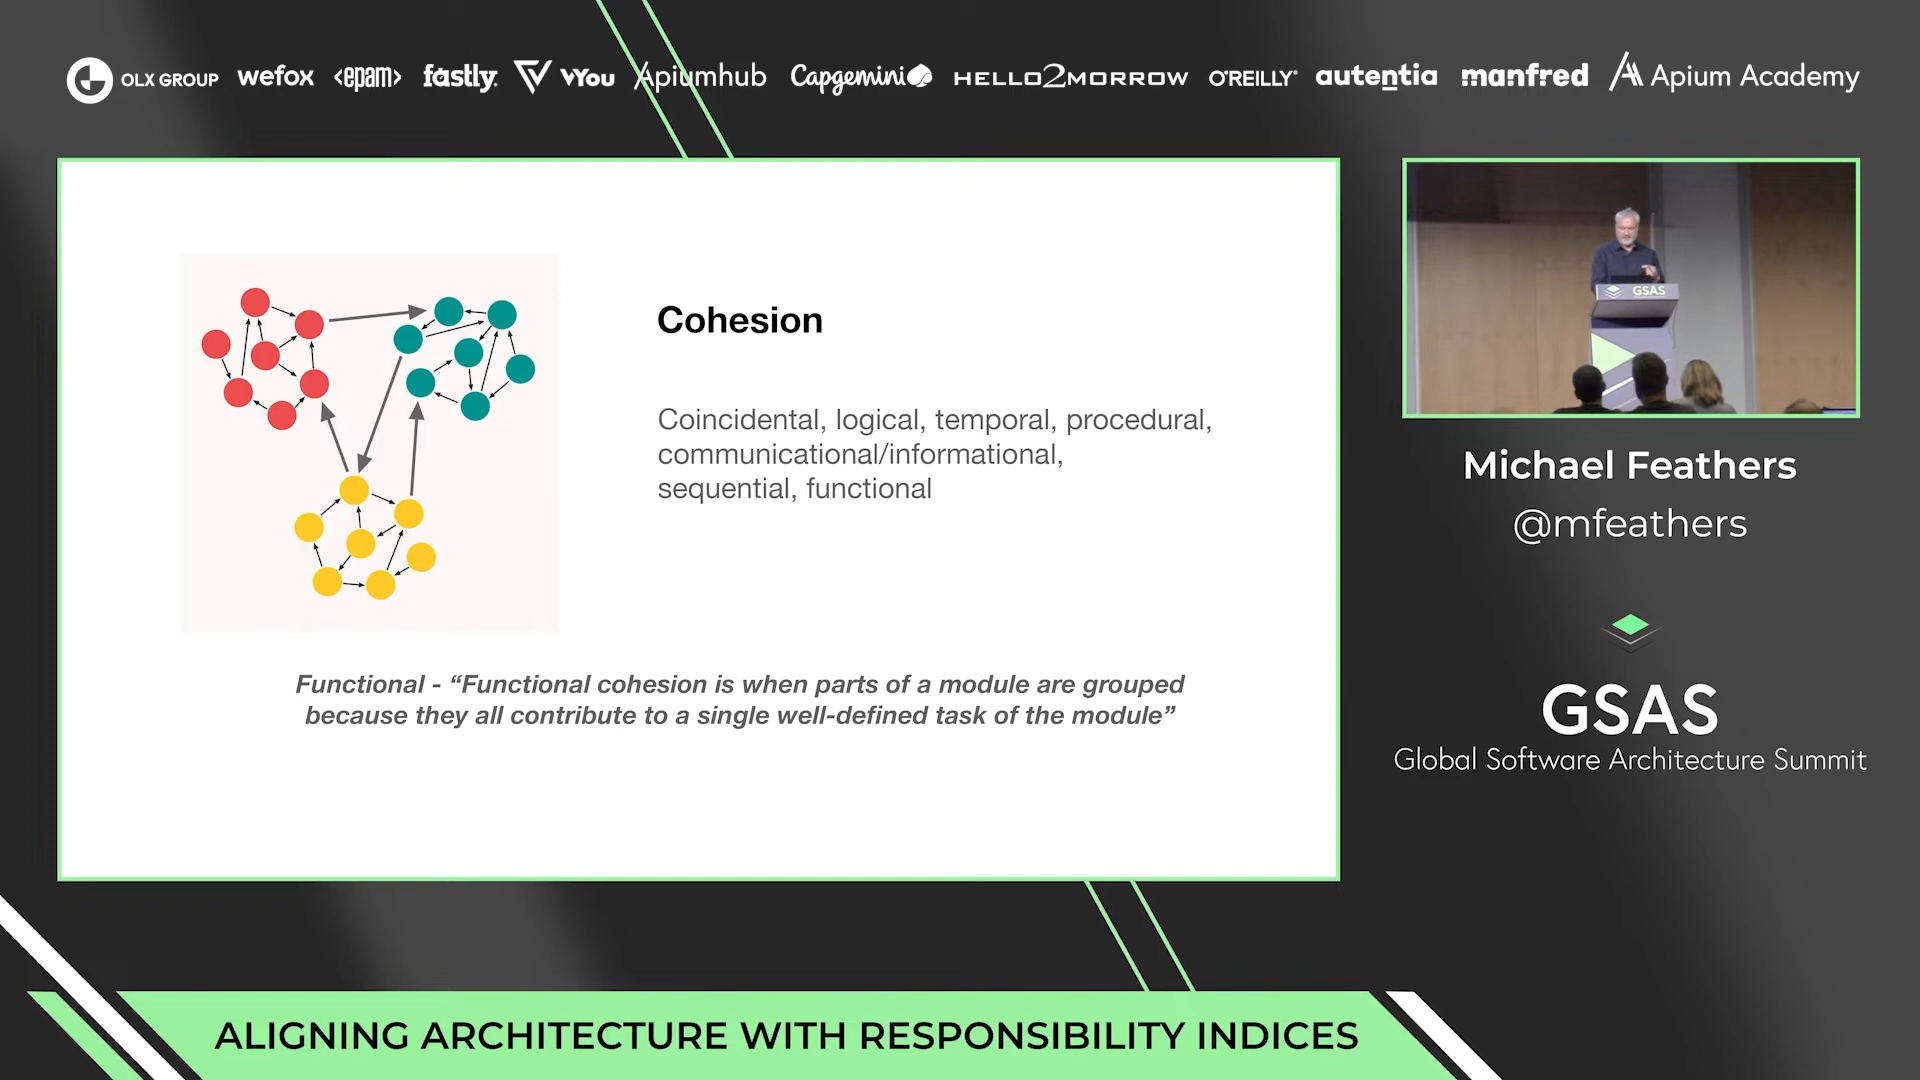 OLX GROUP wefox <epam> fastly VYou Apiumhub Capgemini HELLO2MORROW O'REILLY® autentia manfred Apium Academy
Cohesion
Coincidental, logical, temporal, procedural,
communicational/informational,
sequential, functional
Functional - “Functional cohesion is when parts of a module are grouped
because they all contribute to a single well-defined task of the module”
GSAS
Michael Feathers
@mfeathers
GSAS
Global Software Architecture Summit
ALIGNING ARCHITECTURE WITH RESPONSIBILITY INDICES